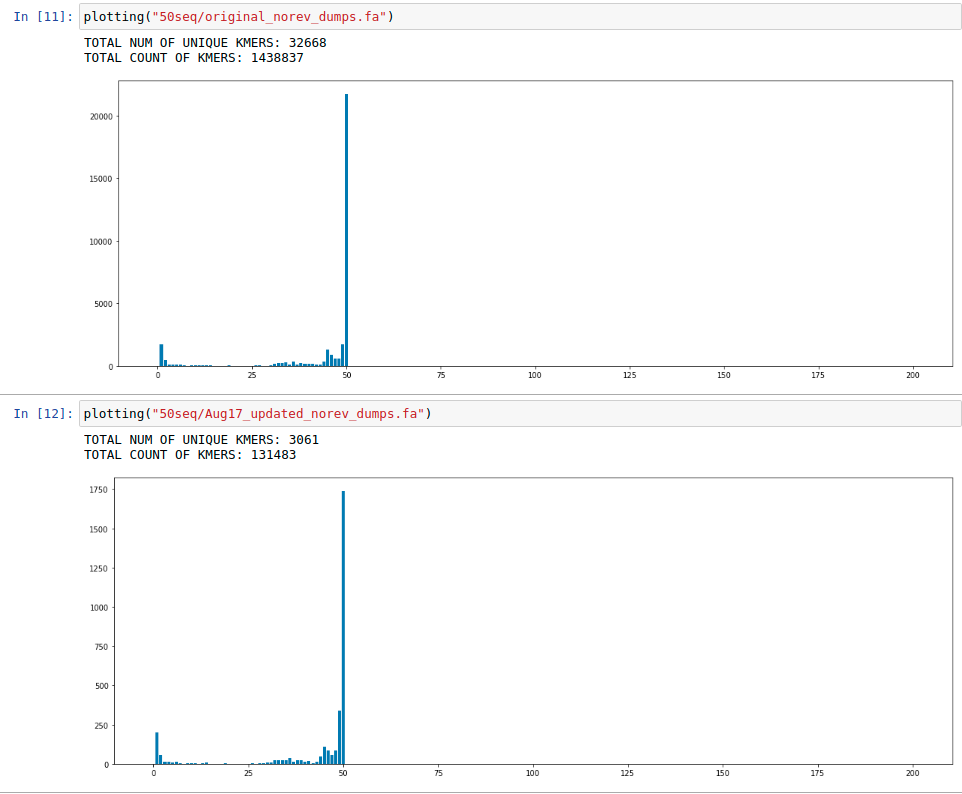 In [11]: plotting("50seq/original_norev_dumps.fa")
TOTAL NUM OF UNIQUE KMERS: 32668
TOTAL COUNT OF KMERS: 1438837
20000
15000
10000
5000
0
0 25 50 75 100 125 150 175 200
In [12]: plotting("50seq/Aug17_updated_norev_dumps.fa")
TOTAL NUM OF UNIQUE KMERS: 3061
TOTAL COUNT OF KMERS: 131483
1750
1500
1250
1000
750
500
250
0
0 25 50 75 100 125 150 175 200